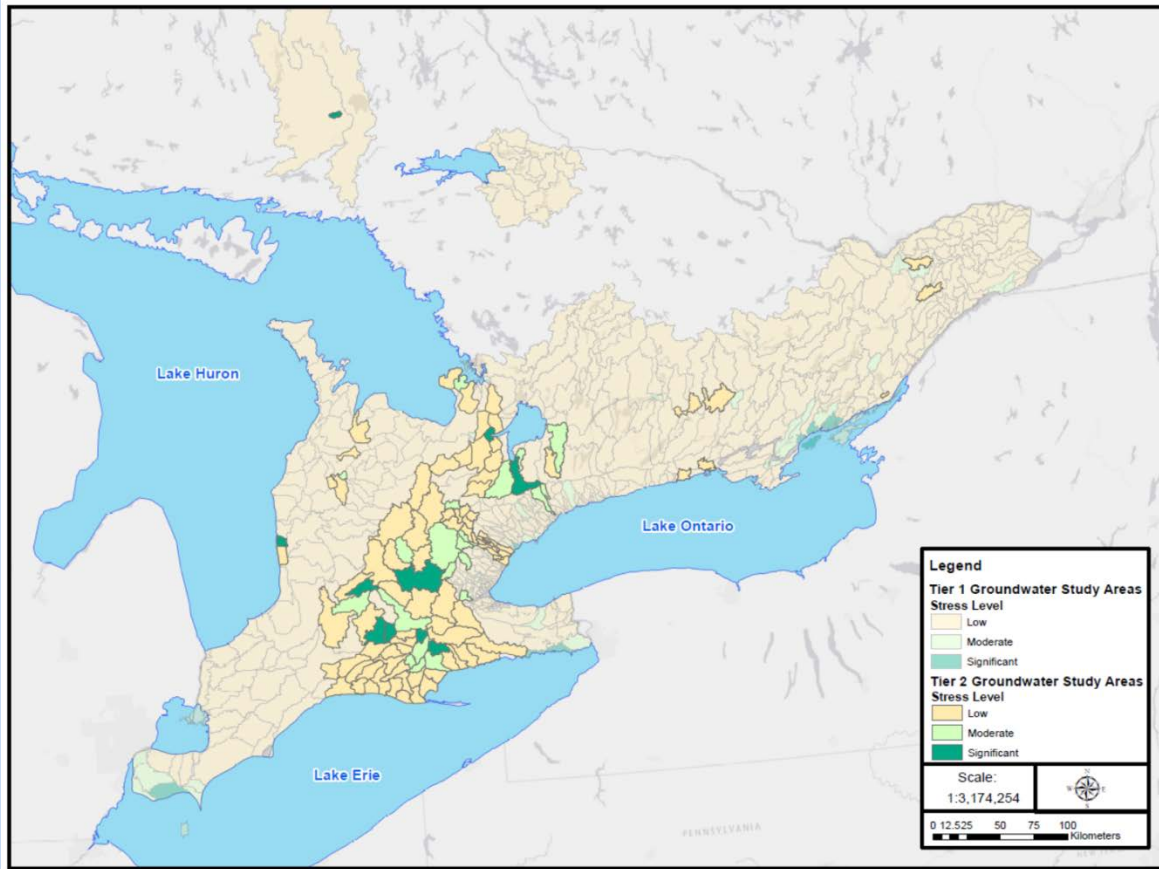 Lake Huron
Lake Ontario
Lake Erie
PENNSYLVANIA
Legend
Tier 1 Groundwater Study Areas
Stress Level
Low
Moderate
Significant
Tier 2 Groundwater Study Areas
Stress Level
Low
Moderate
Significant
Scale:
1:3,174,254
N
W E
S
0 12.525 50 75 100
Kilometers